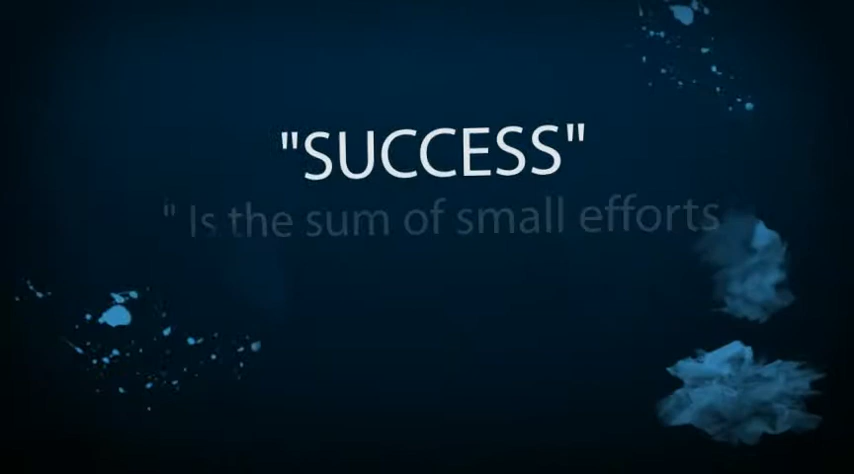 "SUCCESS"
" Is the sum of small efforts